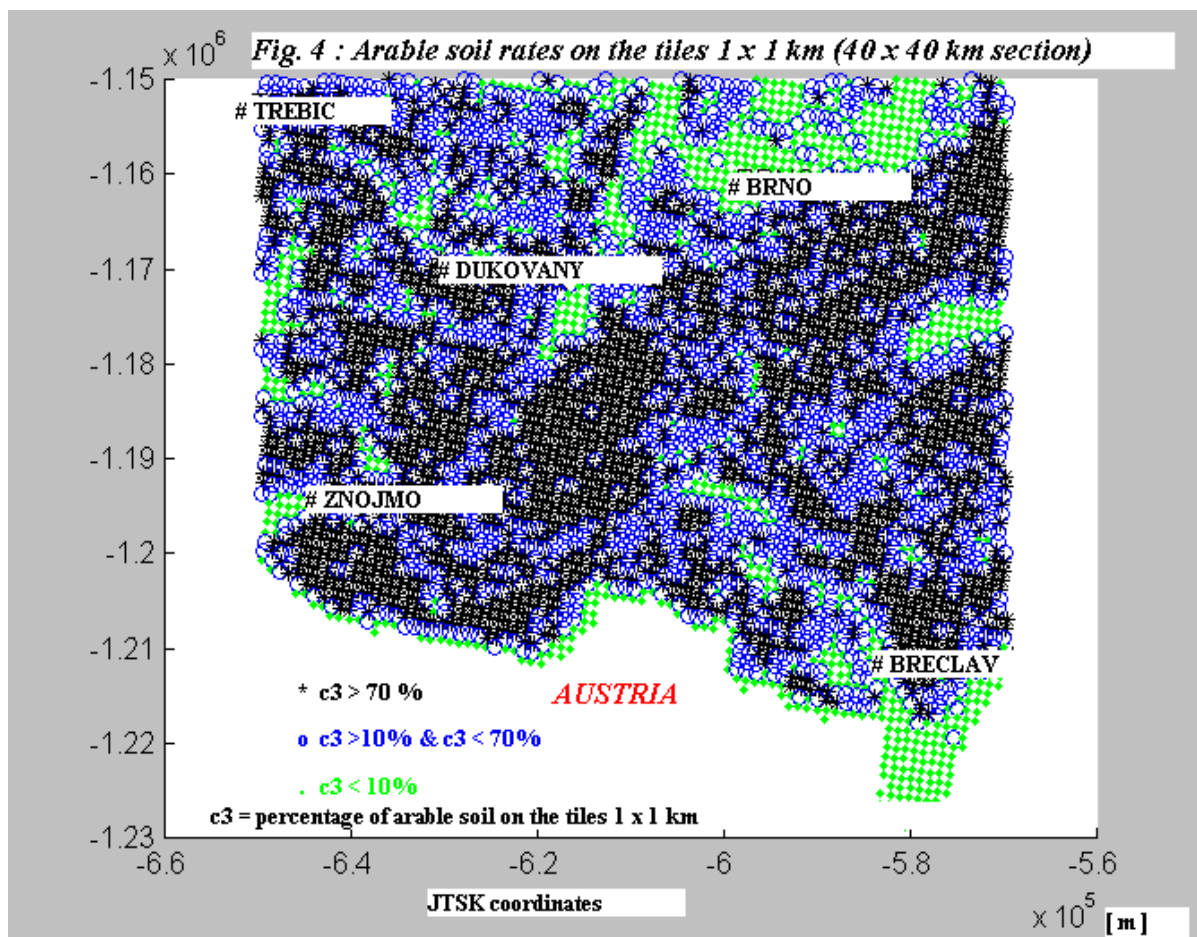 x 10^6
Fig. 4 : Arable soil rates on the tiles 1 x 1 km (40 x 40 km section)
-1.15
# TREBIC
-1.16
# BRNO
-1.17
# DUKOVANY
-1.18
-1.19
# ZNOJMO
-1.2
-1.21
# BRECLAV
* c3 > 70 %
AUSTRIA
-1.22
o c3 >10% & c3 < 70%
. c3 < 10%
c3 = percentage of arable soil on the tiles 1 x 1 km
-1.23
-6.6 -6.4 -6.2 -6 -5.8 -5.6
JTSK coordinates
x 10^5 [ m ]